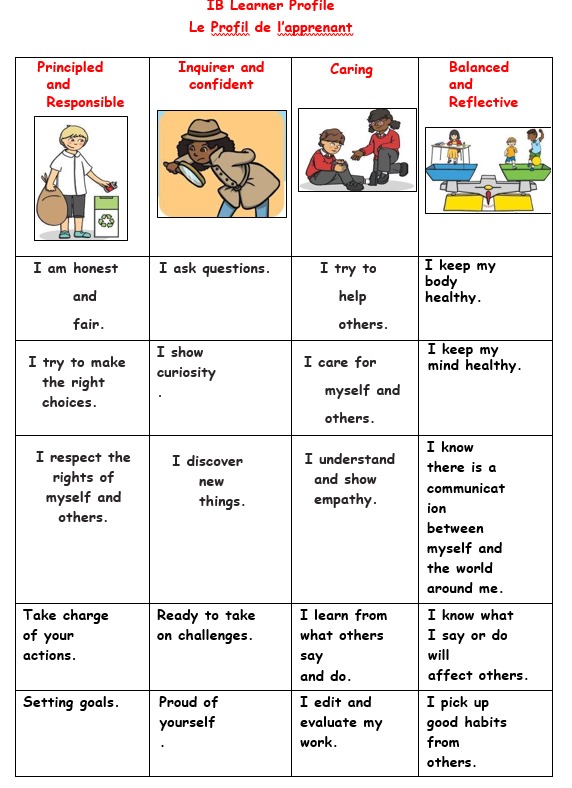 IB Learner Profile
Le Profil de l’apprenant
Principled
and
Responsible
Inquirer and
confident
Caring
Balanced
and
Reflective
I am honest
and
fair.
I ask questions.
I try to
help
others.
I keep my
body
healthy.
I try to make
the right
choices.
I show
curiosity
.
I care for
myself and
others.
I keep my
mind healthy.
I respect the
rights of
myself and
others.
I discover
new
things.
I understand
and show
empathy.
I know
there is a
communicat
ion
between
myself and
the world
around me.
Take charge
of your
actions.
Ready to take
on challenges.
I learn from
what others
say
and do.
I know what
I say or do
will
affect others.
Setting goals.
Proud of
yourself
.
I edit and
evaluate my
work.
I pick up
good habits
from
others.